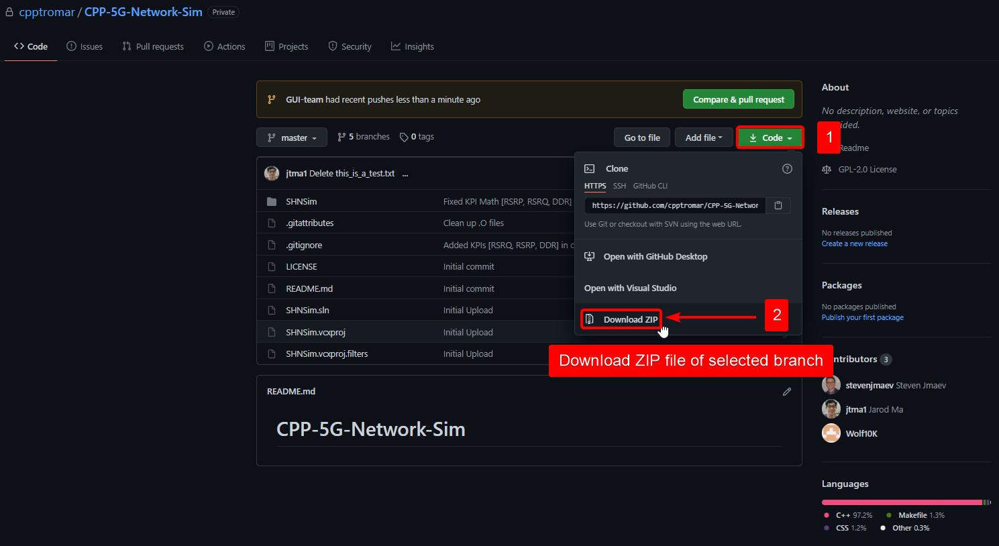 cpptromar / CPP-5G-Network-Sim Private
Code Issues Pull requests Actions Projects Security Insights
GUI-team had recent pushes less than a minute ago Compare & pull request
master 5 branches 0 tags Go to file Add file Code 1
jtma1 Delete this_is_a_test.txt ...
SHNSim Fixed KPI Math [RSRP, RSRQ, DDR]
.gitattributes Clean up .O files
.gitignore Added KPIs [RSRQ, RSRP, DDR] in c
LICENSE Initial commit
README.md Initial commit
SHNSim.sln Initial Upload
SHNSim.vcxproj Initial Upload
SHNSim.vcxproj.filters Initial Upload
Clone
HTTPS SSH GitHub CLI
https://github.com/cpptromar/CPP-5G-Networ
Use Git or checkout with SVN using the web URL.
Open with GitHub Desktop
Open with Visual Studio
Download ZIP 2
Download ZIP file of selected branch
README.md
CPP-5G-Network-Sim
About
No description, website, or topics
ided.
Readme
GPL-2.0 License
Releases
No releases published
Create a new release
Packages
No packages published
Publish your first package
ntributors 3
stevenjmaev Steven Jmaev
jtma1 Jarod Ma
Wolf10K
Languages
C++ 97.2% Makefile 1.3%
CSS 1.2% Other 0.3%